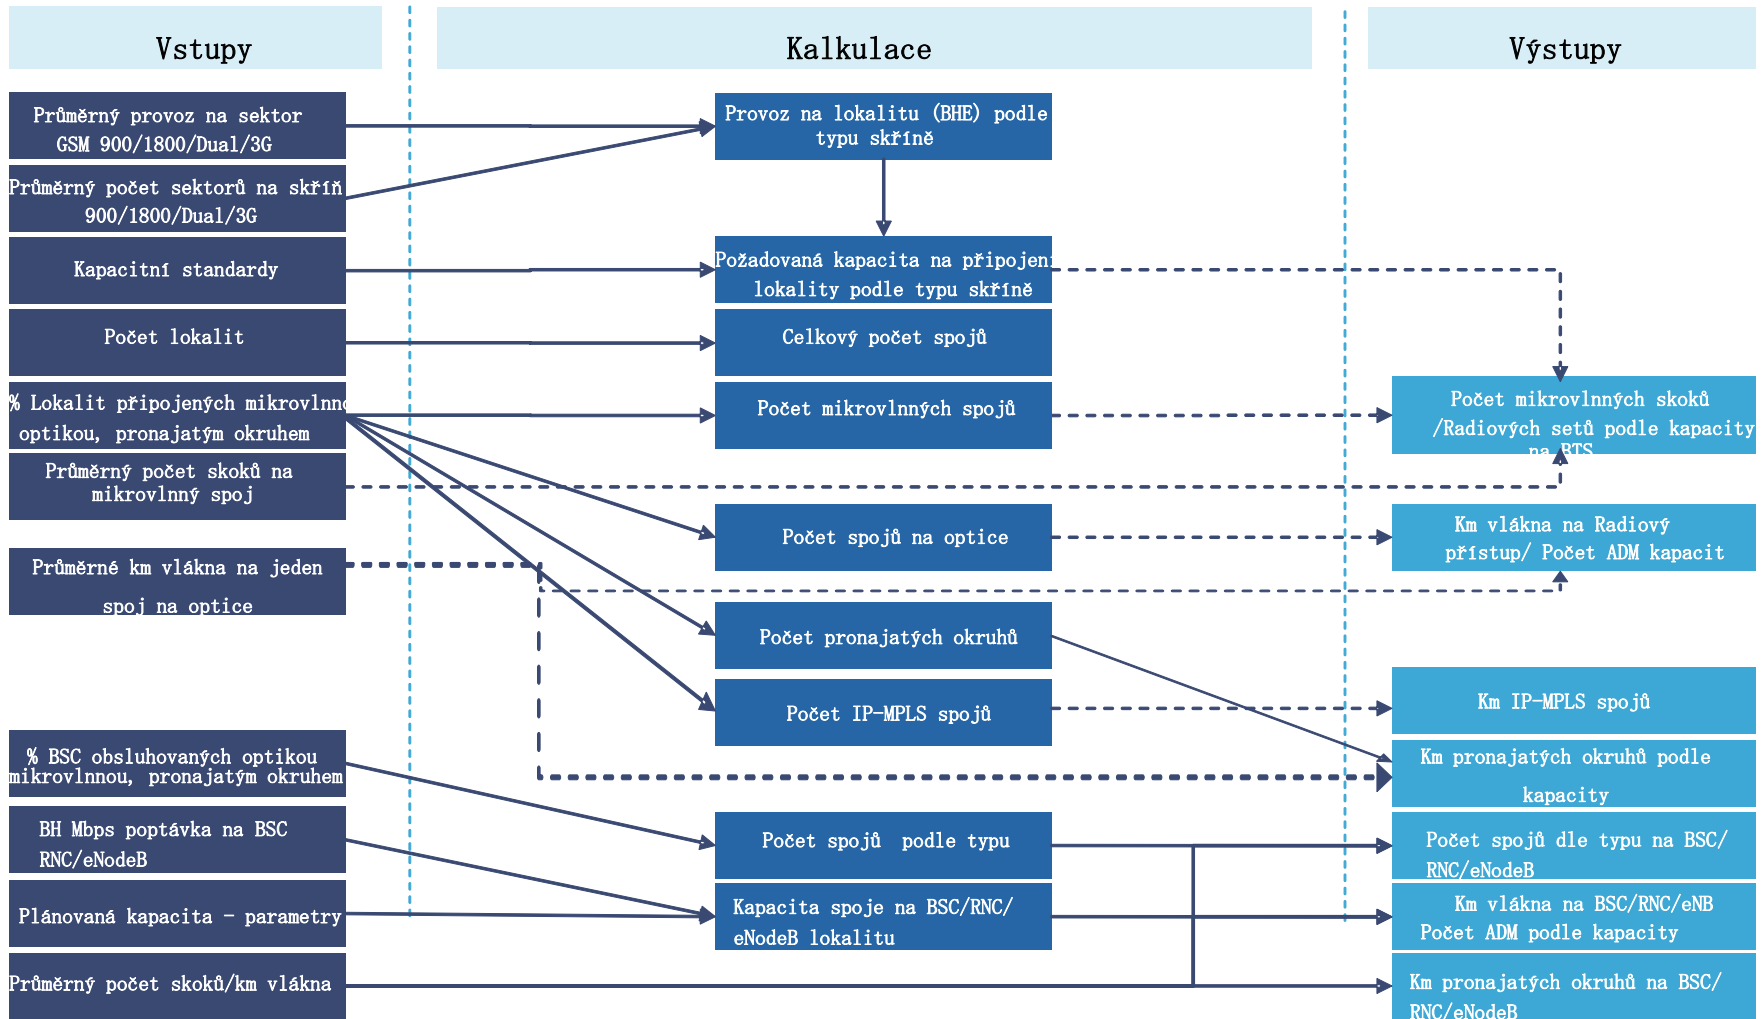 Vstupy
Kalkulace
Výstupy
Průměrný provoz na sektor
GSM 900/1800/Dual/3G
Průměrný počet sektorů na skříň
900/1800/Dual/3G
Kapacitní standardy
Počet lokalit
% Lokalit připojených mikrovlnno
optikou, pronajatým okruhem
Průměrný počet skoků na
mikrovlnný spoj
Průměrné km vlákna na jeden
spoj na optice
% BSC obsluhovaných optikou
mikrovlnnou, pronajatým okruhem
BH Mbps poptávka na BSC
RNC/eNodeB
Plánovaná kapacita - parametry
Průměrný počet skoků/km vlákna
Provoz na lokalitu (BHE) podle
typu skříně
Požadovaná kapacita na připojení
lokality podle typu skříně
Celkový počet spojů
Počet mikrovlnných spojů
Počet spojů na optice
Počet pronajatých okruhů
Počet IP-MPLS spojů
Počet spojů podle typu
Kapacita spoje na BSC/RNC/
eNodeB lokalitu
Počet mikrovlnných skoků
/Radiových setů podle kapacity
na BTS
Km vlákna na Radiový
přístup/ Počet ADM kapacit
Km IP-MPLS spojů
Km pronajatých okruhů podle
kapacity
Počet spojů dle typu na BSC/
RNC/eNodeB
Km vlákna na BSC/RNC/eNB
Počet ADM podle kapacity
Km pronajatých okruhů na BSC/
RNC/eNodeB